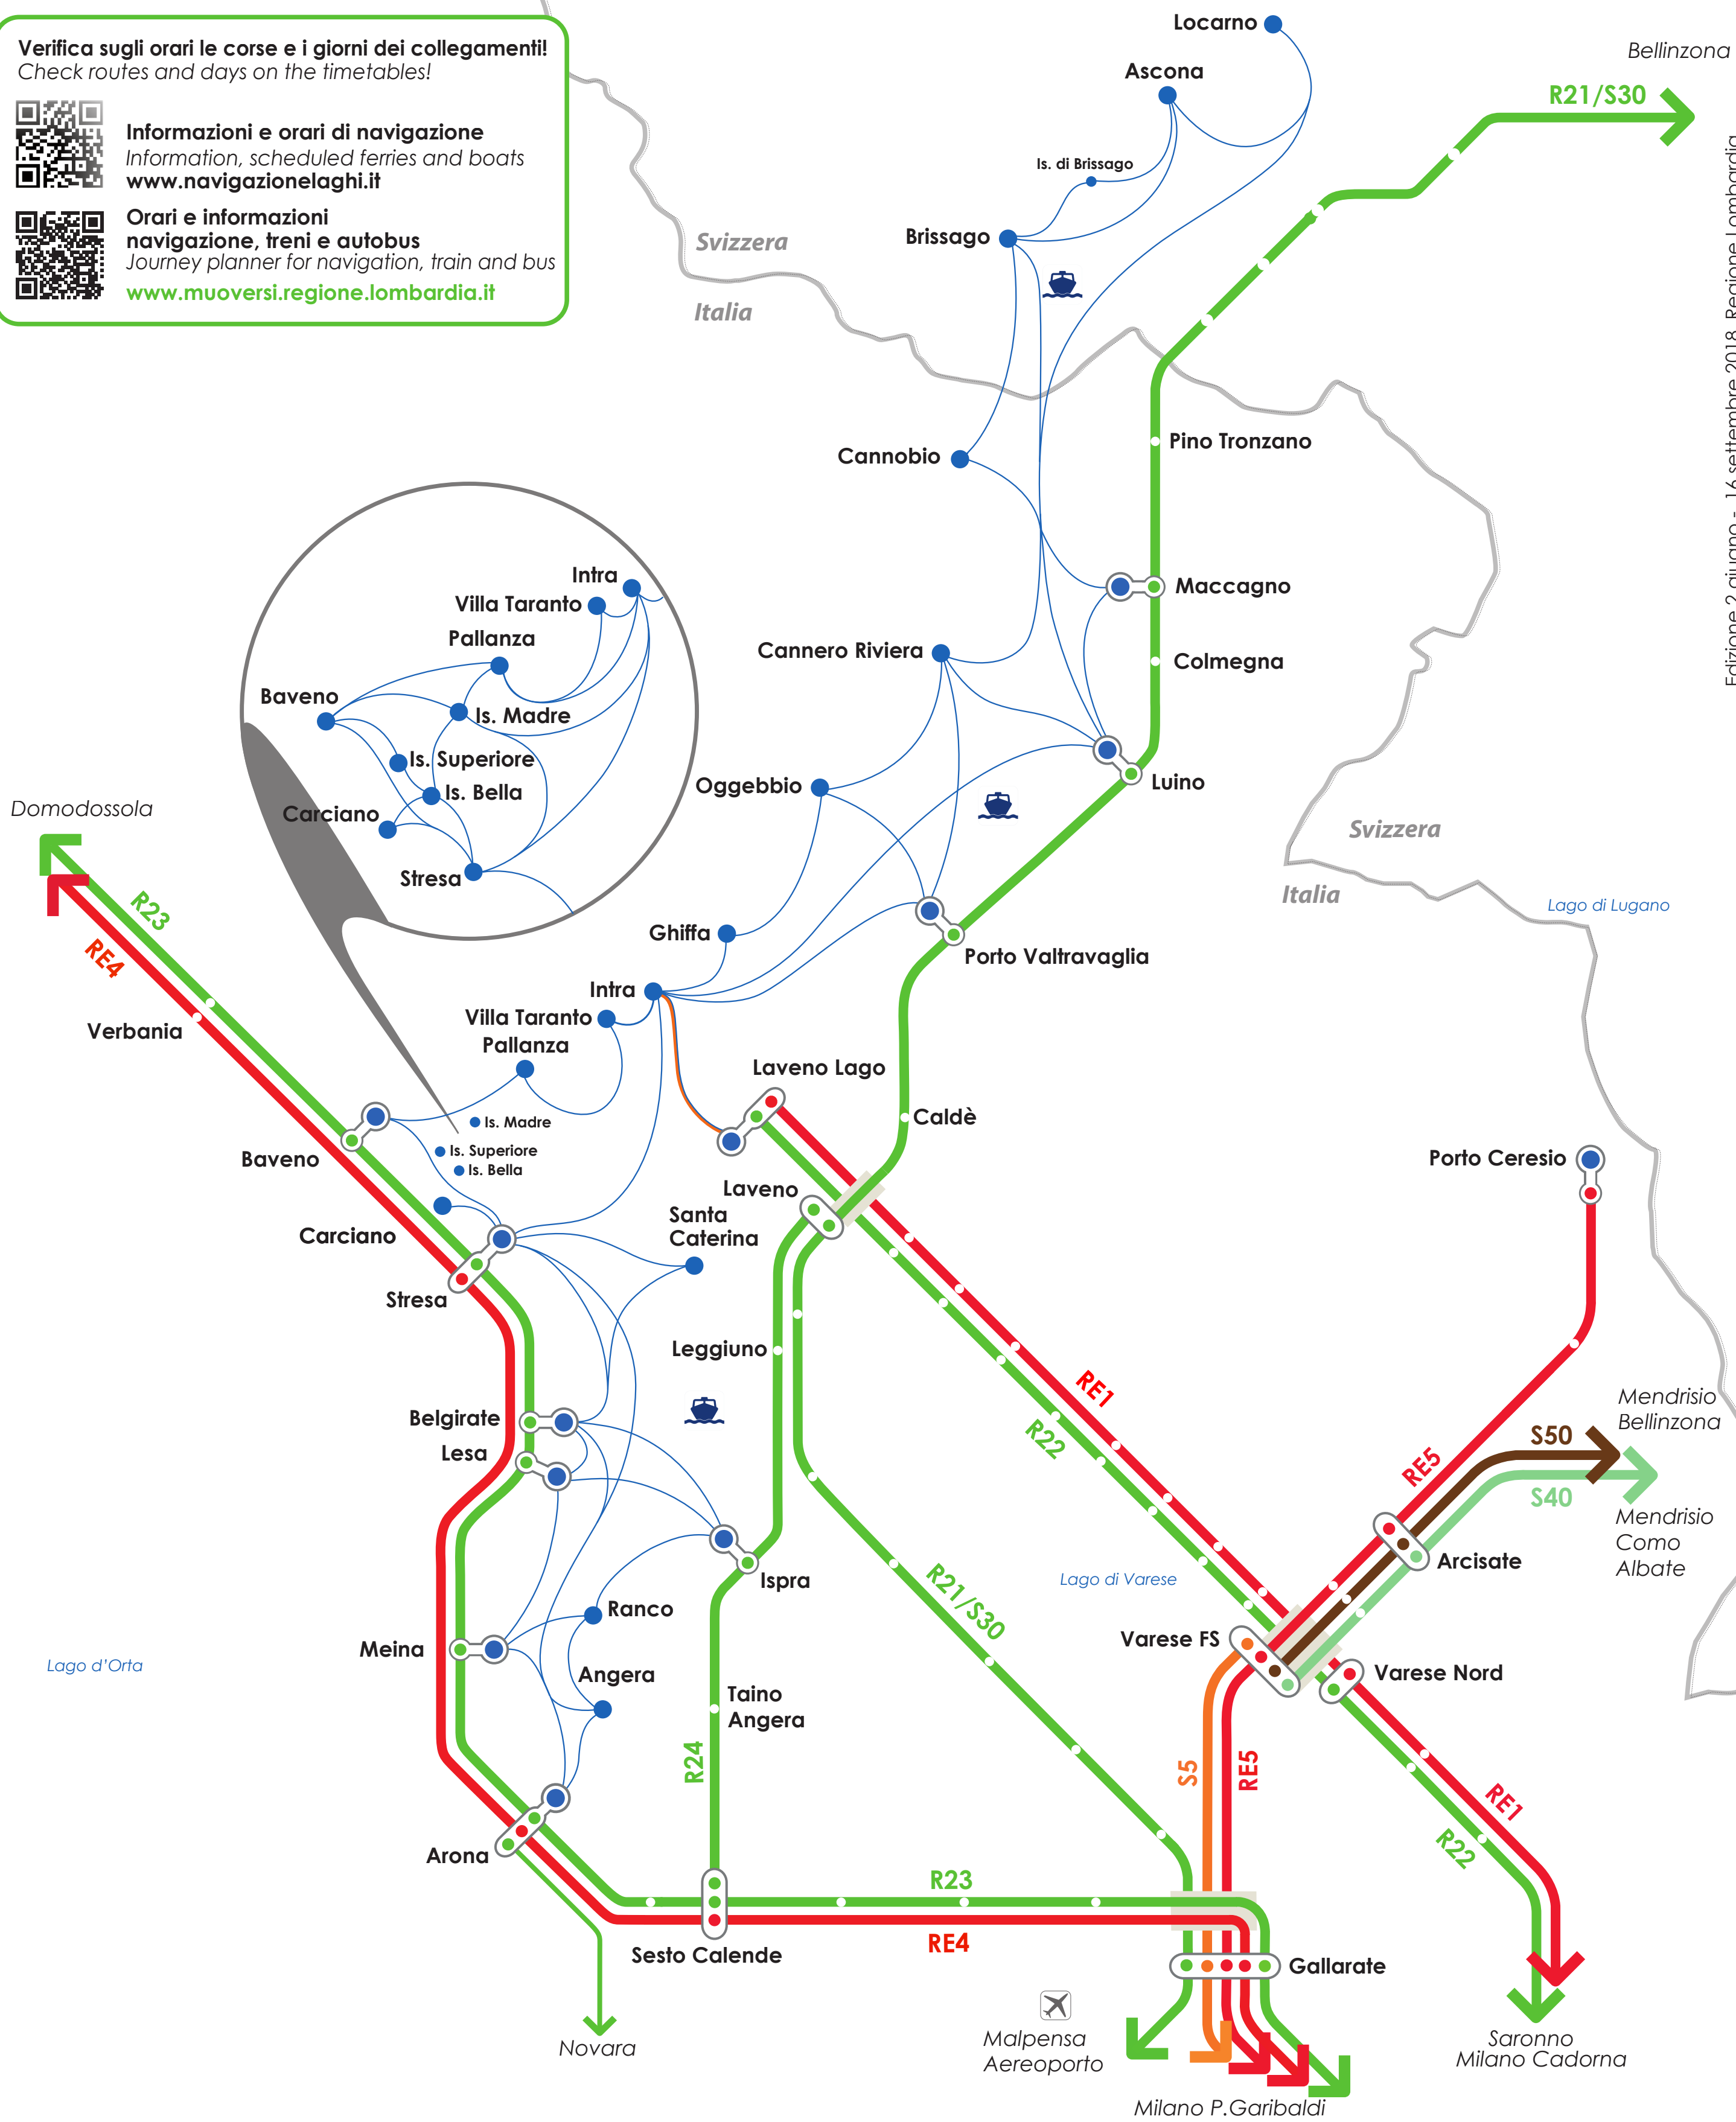 Verifica sugli orari le corse e i giorni dei collegamenti!
Check routes and days on the timetables!
Informazioni e orari di navigazione
Information, scheduled ferries and boats
www.navigazionelaghi.it
Orari e informazioni
navigazione, treni e autobus
Journey planner for navigation, train and bus
www.muoversi.regione.lombardia.it
Locarno
Bellinzona
Ascona
R21/S30
Is. di Brissago
Brissago
Svizzera
Italia
Edizione 2 giugno - 16 settembre 2018 Regione Lombardia
Pino Tronzano
Cannobio
Maccagno
Cannero Riviera
Colmegna
Intra
Villa Taranto
Pallanza
Baveno
Is. Madre
Is. Superiore
Is. Bella
Carciano
Stresa
Oggebbio
Luino
Domodossola
Svizzera
Italia
Lago di Lugano
R23
RE4
Ghiffa
Porto Valtravaglia
Intra
Villa Taranto
Pallanza
Verbania
Laveno Lago
Caldè
Is. Madre
Is. Superiore
Is. Bella
Baveno
Porto Ceresio
Laveno
Santa
Caterina
Carciano
Stresa
Leggiuno
RE1
R22
Mendrisio
Bellinzona
Belgirate
Lesa
S50
RE5
S40
Mendrisio
Como
Albate
Arcisate
Ispra
Lago di Varese
R21/S30
Ranco
Varese FS
Meina
Lago d'Orta
Angera
Varese Nord
Taino
Angera
R24
S5
RE5
RE1
R22
Arona
R23
RE4
Sesto Calende
Gallarate
Novara
Malpensa
Aereoporto
Saronno
Milano Cadorna
Milano P.Garibaldi